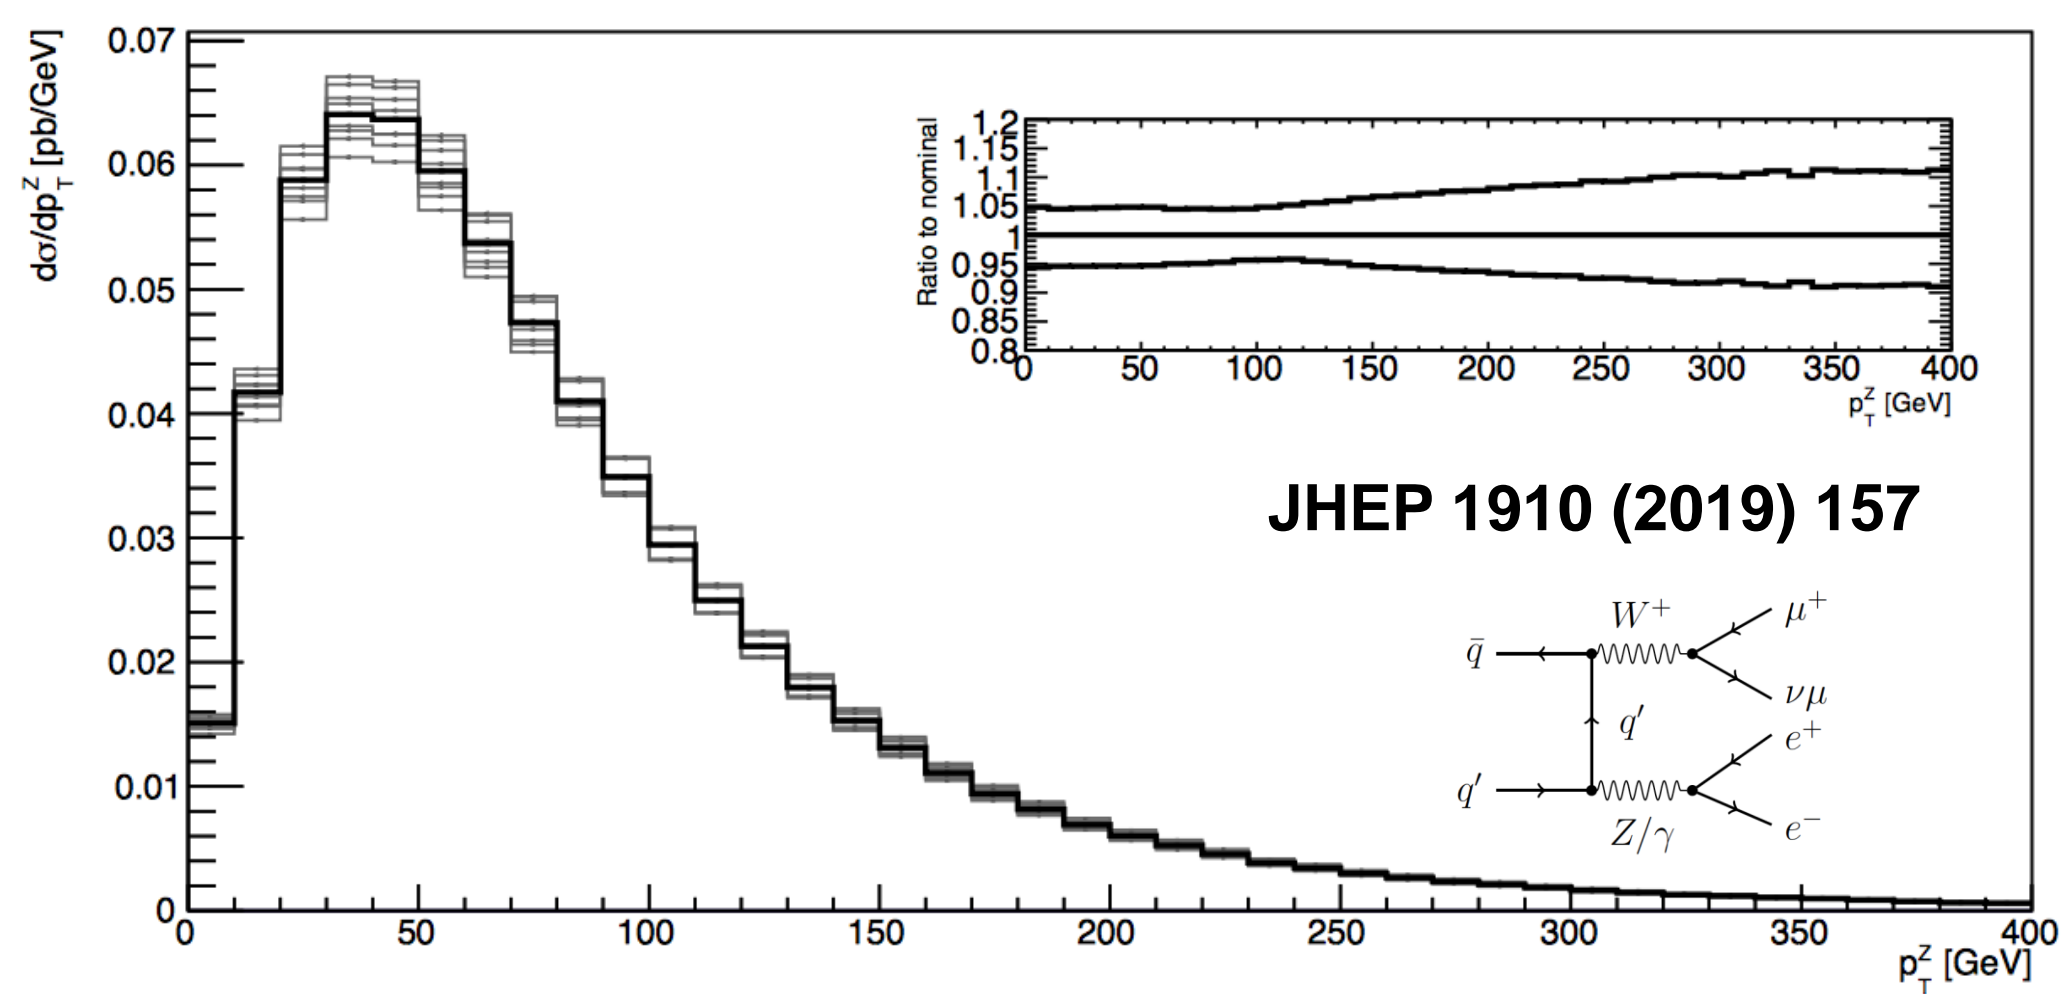 dσ/dp_T^Z [pb/GeV]
0.07
0.06
0.05
0.04
0.03
0.02
0.01
0
0 50 100 150 200 250 300 350 400
p_T^Z [GeV]
Ratio to nominal
1.2
1.15
1.1
1.05
1
0.95
0.9
0.85
0.8
0 50 100 150 200 250 300 350 400
p_T^Z [GeV]
JHEP 1910 (2019) 157
W⁺ μ⁺
q̄
νμ
q′
e⁺
q′
Z/γ e⁻